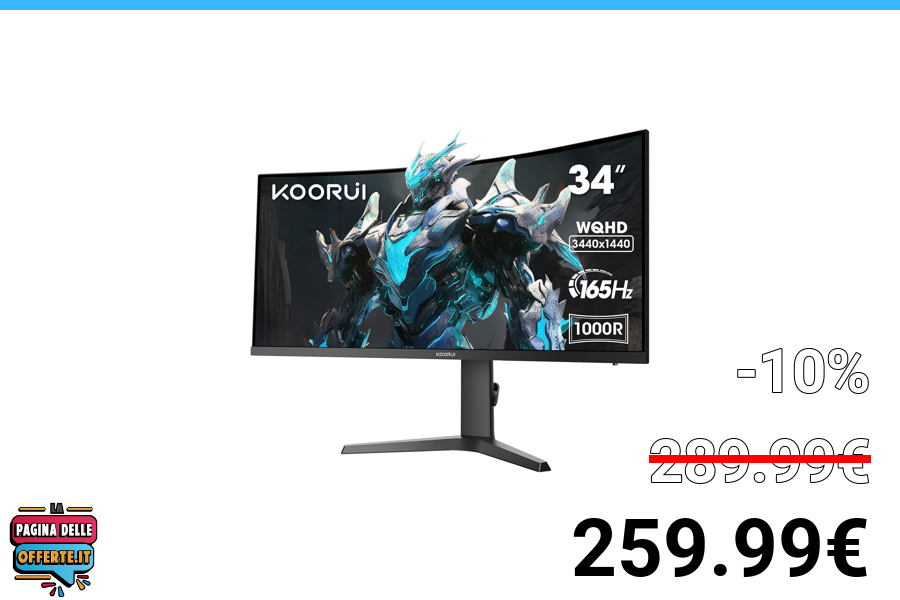 KOORUI
34"
WQHD
3440x1440
165Hz
1000R
KOORUI
-10%
289.99€
259.99€
LA
PAGINA DELLE
OFFERTE.IT